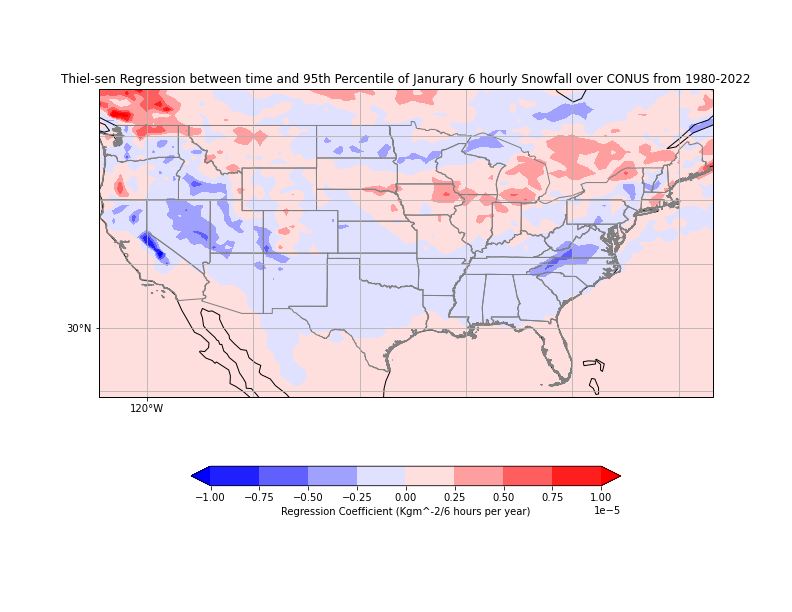 Thiel-sen Regression between time and 95th Percentile of Janurary 6 hourly Snowfall over CONUS from 1980-2022
30°N
120°W
−1.00 −0.75 −0.50 −0.25 0.00 0.25 0.50 0.75 1.00
Regression Coefficient (Kgm^-2/6 hours per year)
1e−5